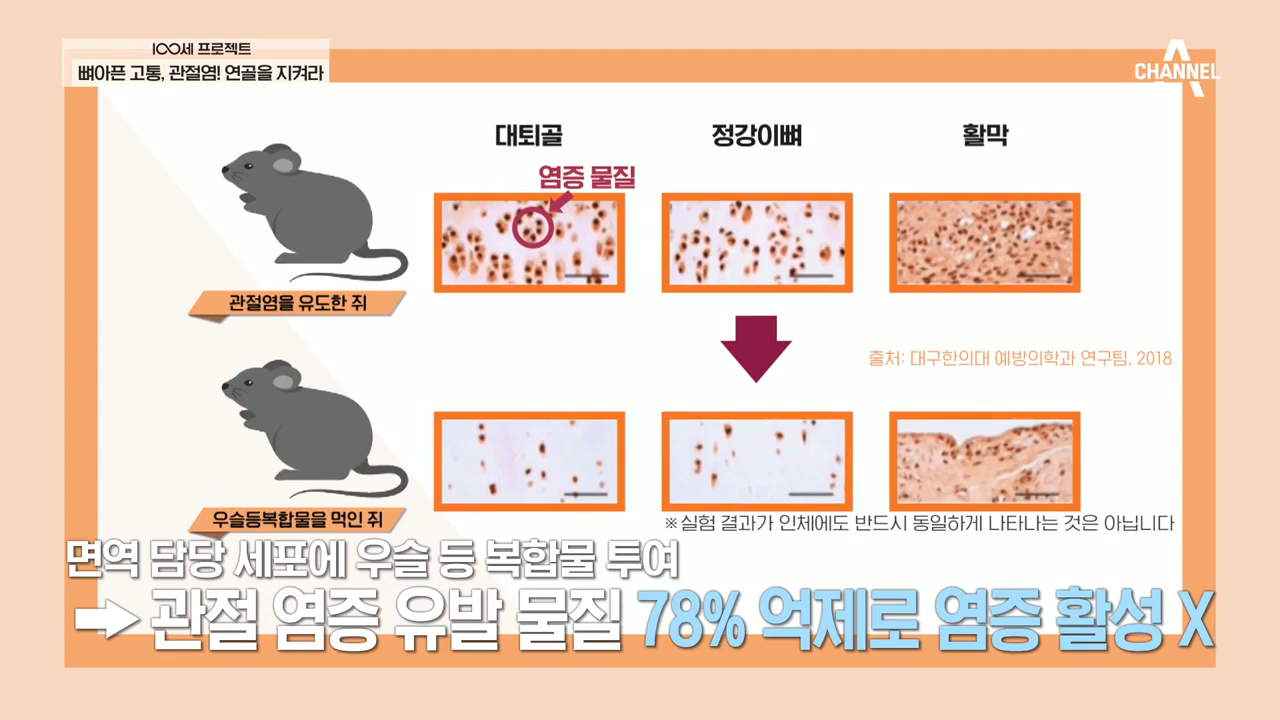 100세 프로젝트
뼈아픈 고통, 관절염! 연골을 지켜라
CHANNEL A
대퇴골
정강이뼈
활막
염증 물질
관절염을 유도한 쥐
출처: 대구한의대 예방의학과 연구팀, 2018
우슬등복합물을 먹인 쥐
※ 실험 결과가 인체에도 반드시 동일하게 나타나는 것은 아닙니다
면역 담당 세포에 우슬 등 복합물 투여
➡ 관절 염증 유발 물질 78% 억제로 염증 활성 X